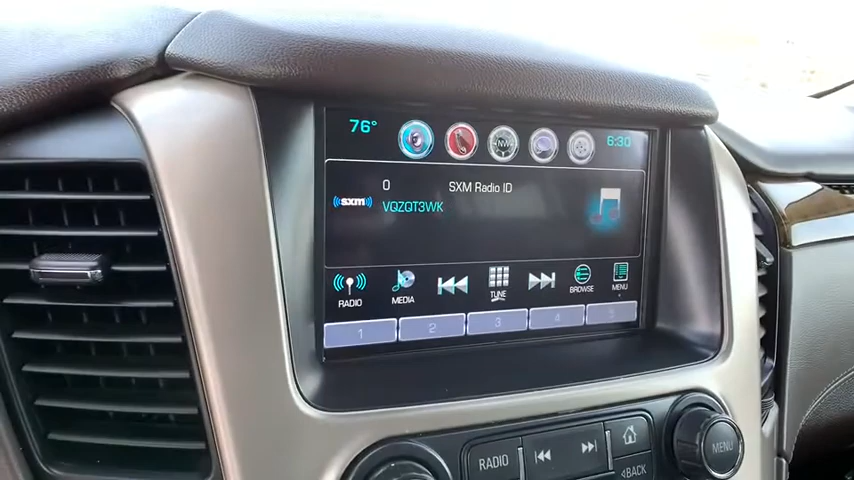 76°
NW
6:30
sxm
0
SXM Radio ID
VQZQT3WK
RADIO
MEDIA
TUNE
BROWSE
MENU
1 2 3 4 5
RADIO
BACK
MENU